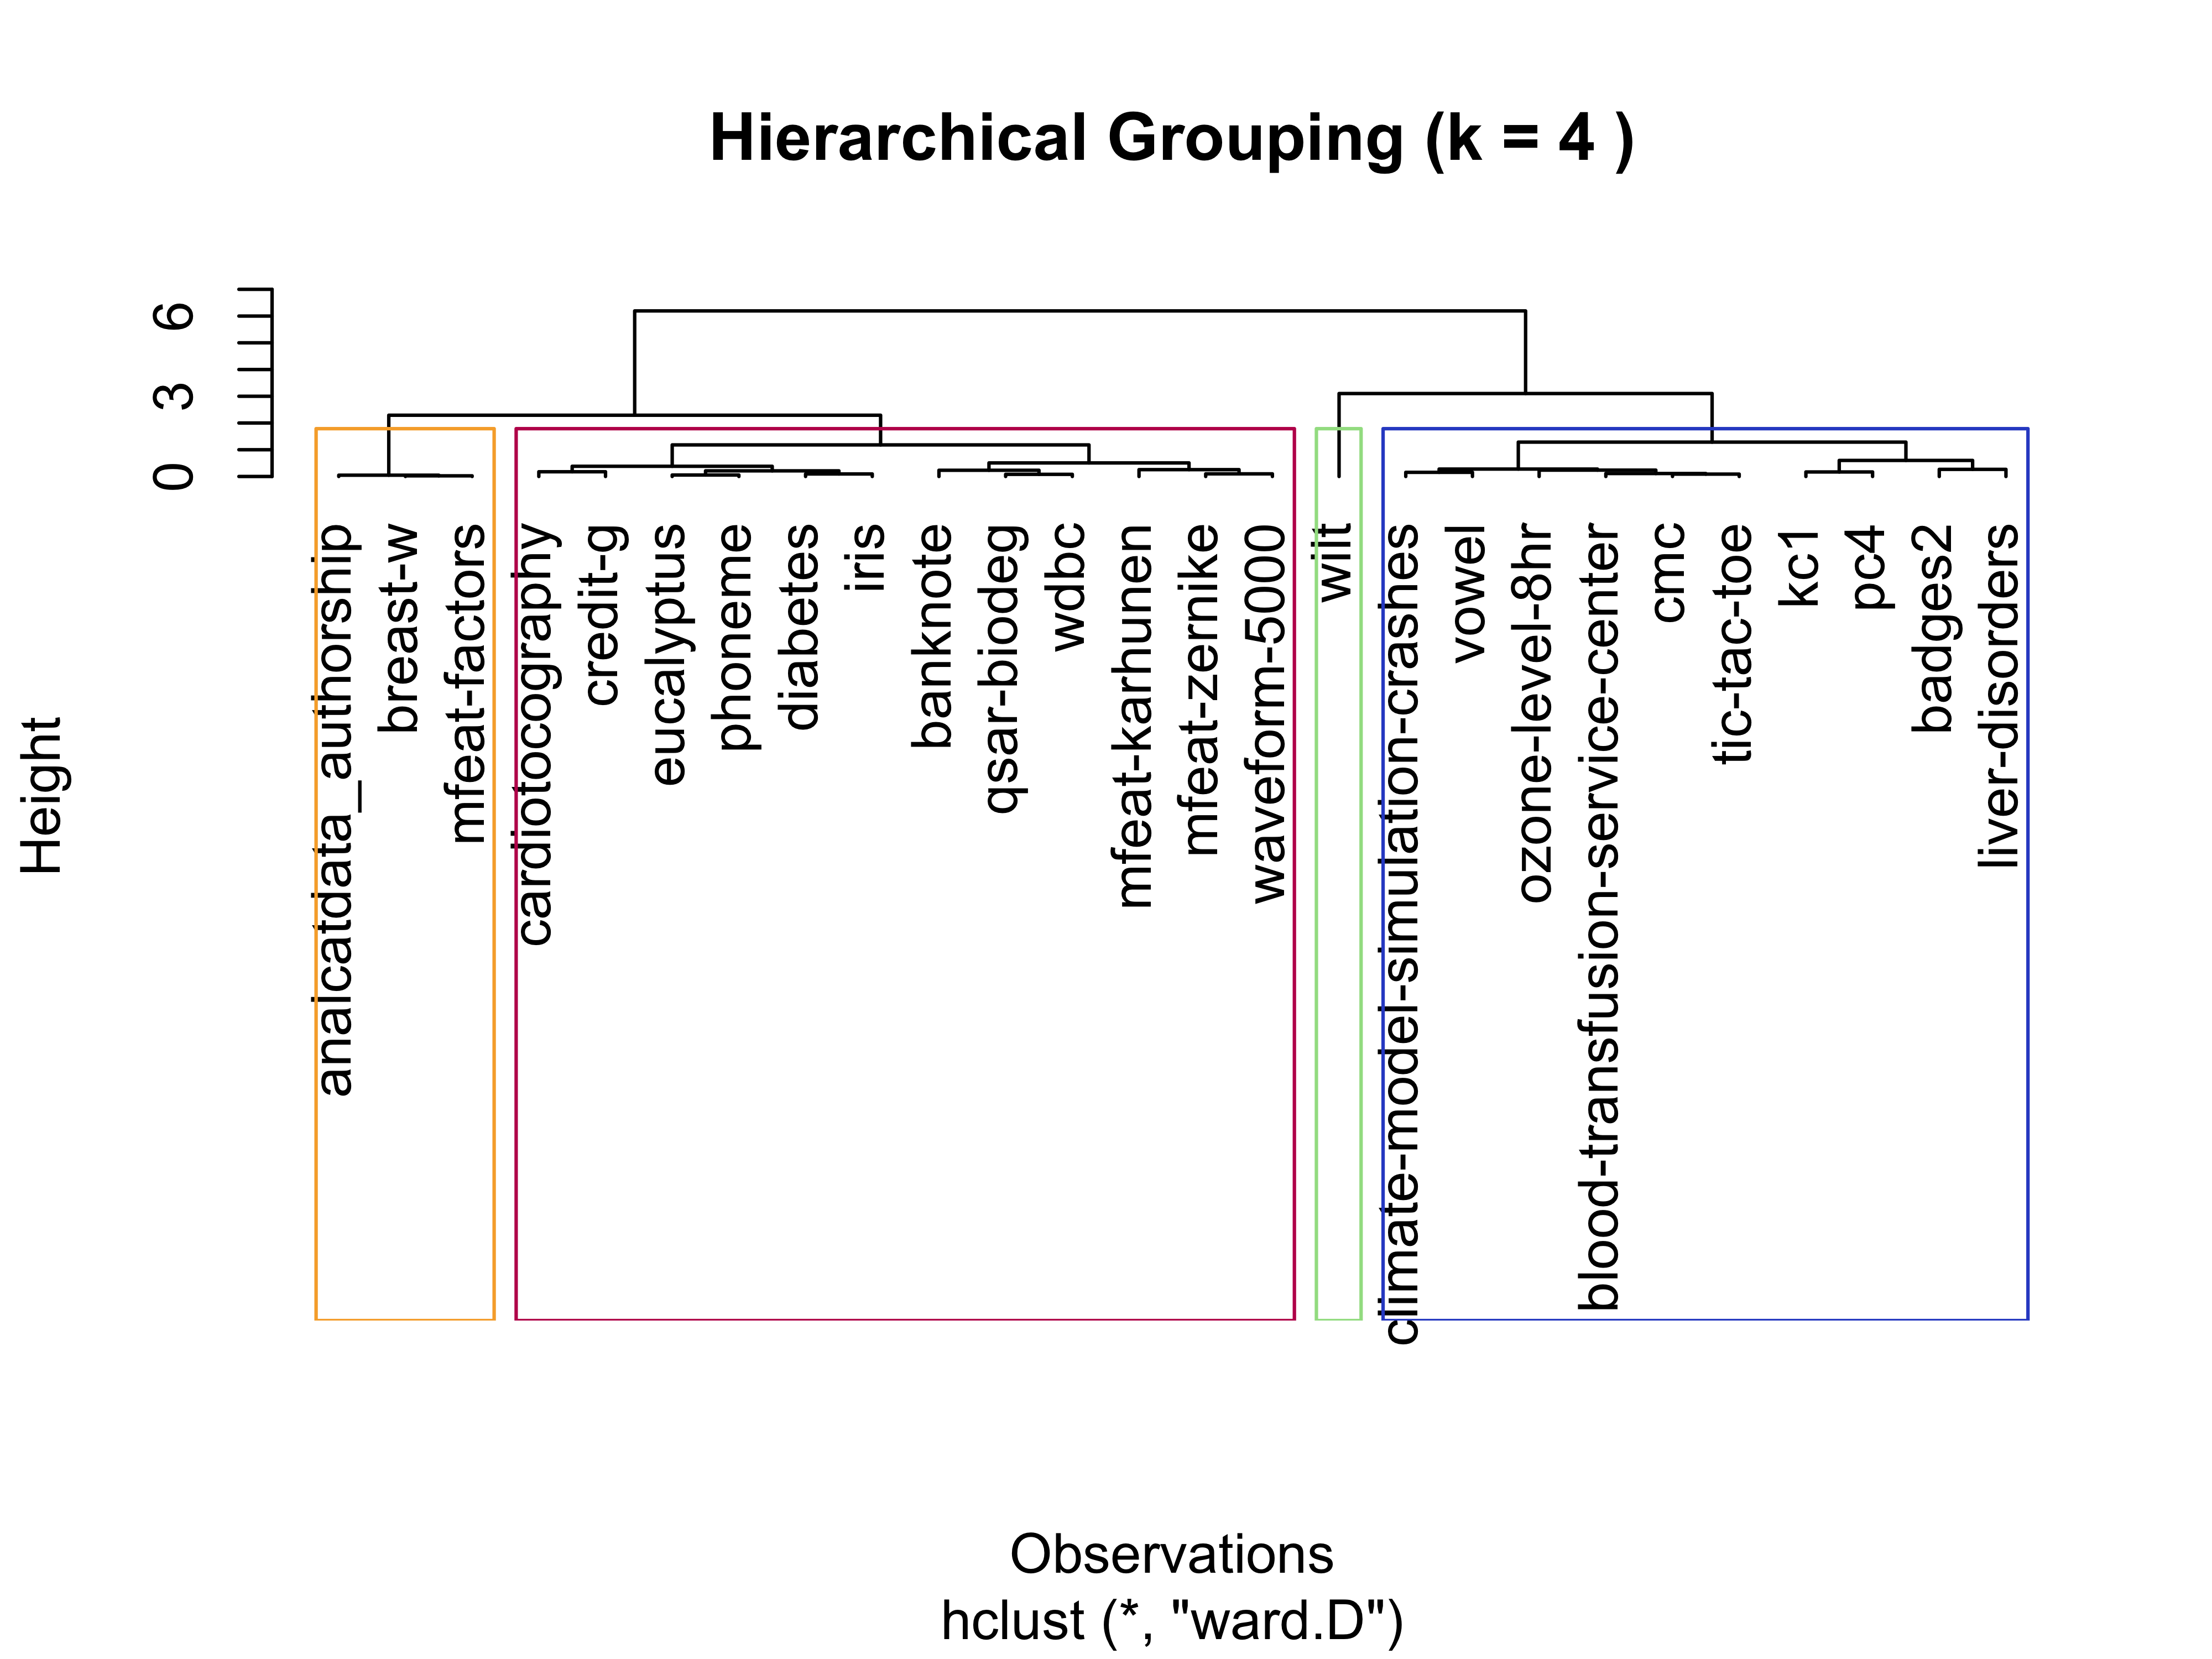 Hierarchical Grouping (k = 4 )
Height
0
3
6
analcatdata_authorship
breast-w
mfeat-factors
cardiotocography
credit-g
eucalyptus
phoneme
diabetes
iris
banknote
qsar-biodeg
wdbc
mfeat-karhunen
mfeat-zernike
waveform-5000
wilt
climate-model-simulation-crashes
vowel
ozone-level-8hr
blood-transfusion-service-center
cmc
tic-tac-toe
kc1
pc4
badges2
liver-disorders
Observations
hclust (*, "ward.D")